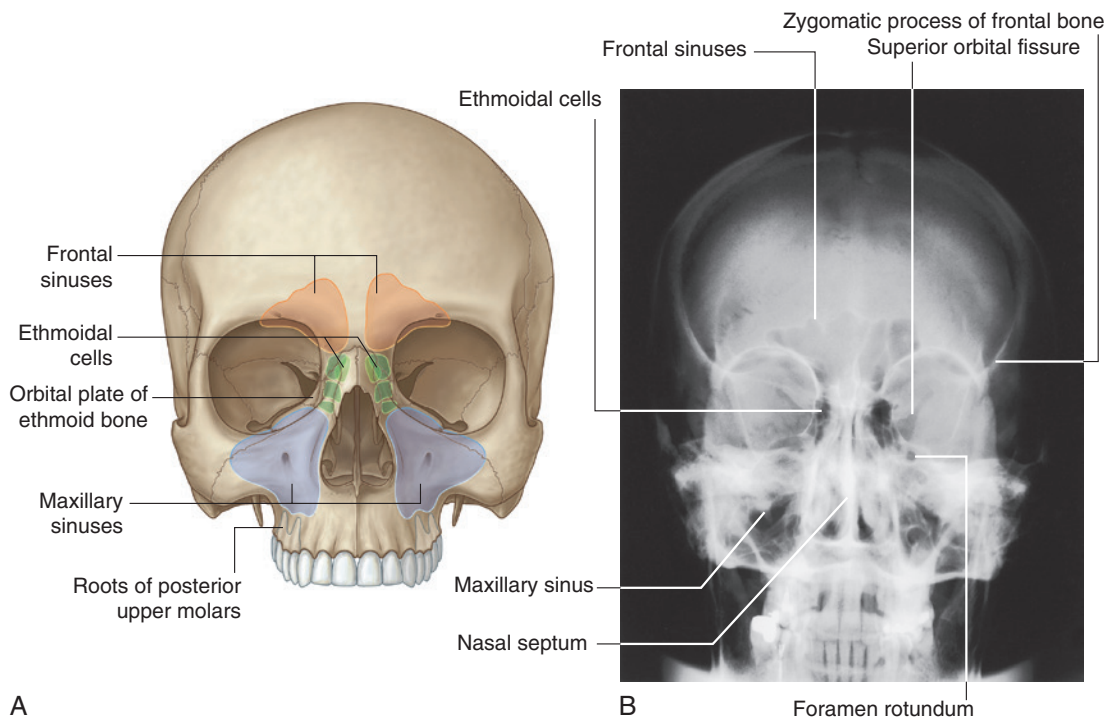 Frontal
sinuses
Ethmoidal
cells
Orbital plate of
ethmoid bone
Maxillary
sinuses
Roots of posterior
upper molars
A
Zygomatic process of frontal bone
Superior orbital fissure
Frontal sinuses
Ethmoidal cells
Maxillary sinus
Nasal septum
Foramen rotundum
B